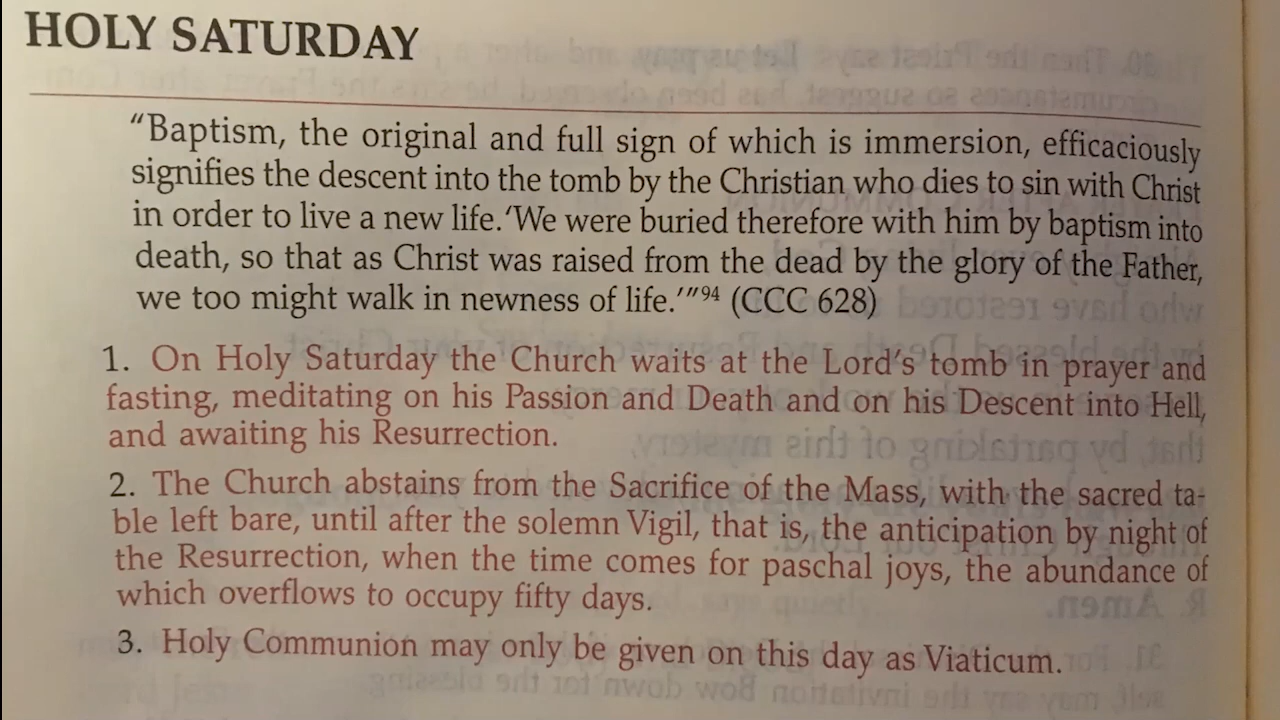 HOLY SATURDAY
“Baptism, the original and full sign of which is immersion, efficaciously
signifies the descent into the tomb by the Christian who dies to sin with Christ
in order to live a new life. ‘We were buried therefore with him by baptism into
death, so that as Christ was raised from the dead by the glory of the Father,
we too might walk in newness of life.’”94 (CCC 628)
1. On Holy Saturday the Church waits at the Lord’s tomb in prayer and
fasting, meditating on his Passion and Death and on his Descent into Hell,
and awaiting his Resurrection.
2. The Church abstains from the Sacrifice of the Mass, with the sacred ta-
ble left bare, until after the solemn Vigil, that is, the anticipation by night of
the Resurrection, when the time comes for paschal joys, the abundance of
which overflows to occupy fifty days.
3. Holy Communion may only be given on this day as Viaticum.